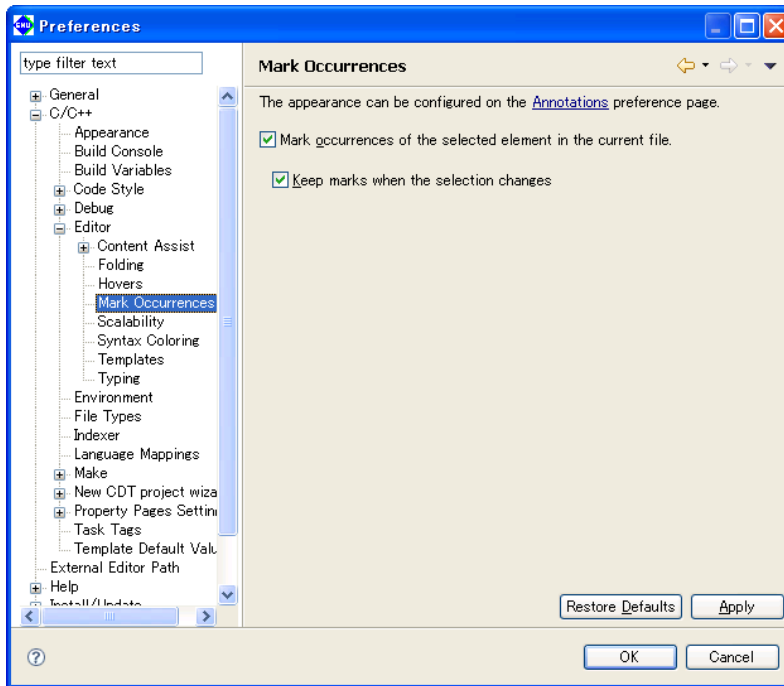 Preferences
type filter text
General
C/C++
Appearance
Build Console
Build Variables
Code Style
Debug
Editor
Content Assist
Folding
Hovers
Mark Occurrences
Scalability
Syntax Coloring
Templates
Typing
Environment
File Types
Indexer
Language Mappings
Make
New CDT project wiza
Property Pages Settin
Task Tags
Template Default Valu
External Editor Path
Help
Install/Update
Mark Occurrences
The appearance can be configured on the Annotations preference page.
Mark occurrences of the selected element in the current file.
Keep marks when the selection changes
Restore Defaults Apply
OK Cancel